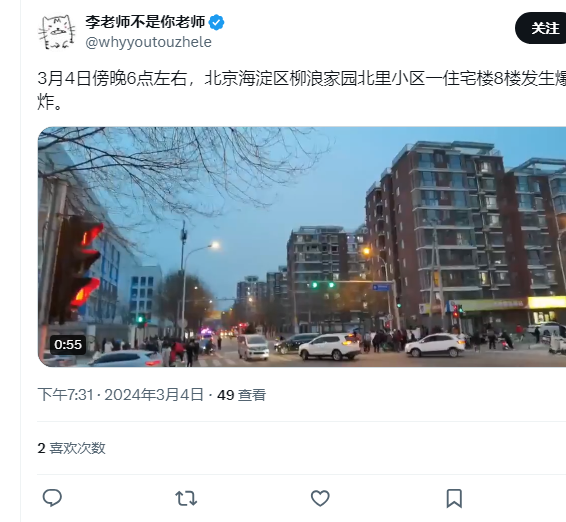 李老师不是你老师
关注
@whyyoutouzhele
3月4日傍晚6点左右，北京海淀区柳浪家园北里小区一住宅楼8楼发生爆
炸。
0:55
下午7:31 · 2024年3月4日 · 49 查看
2 喜欢次数